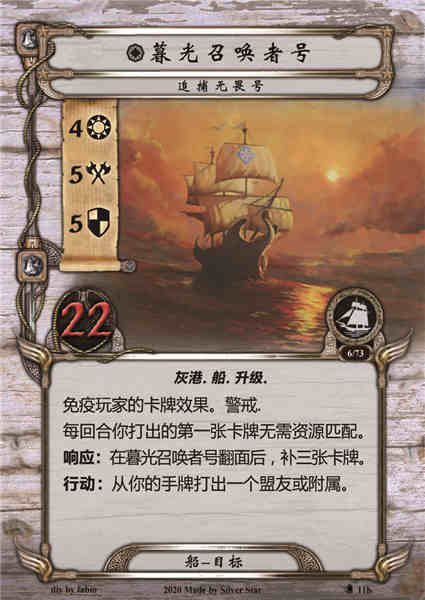 暮光召唤者号
追捕无畏号
4
5
5
22
6/73
灰港. 船. 升级.
免疫玩家的卡牌效果。警戒.
每回合你打出的第一张卡牌无需资源匹配。
响应：在暮光召唤者号翻面后，补三张卡牌。
行动：从你的手牌打出一个盟友或附属。
船-目标
diy by fabio 2020 Made by Silver Star 11b